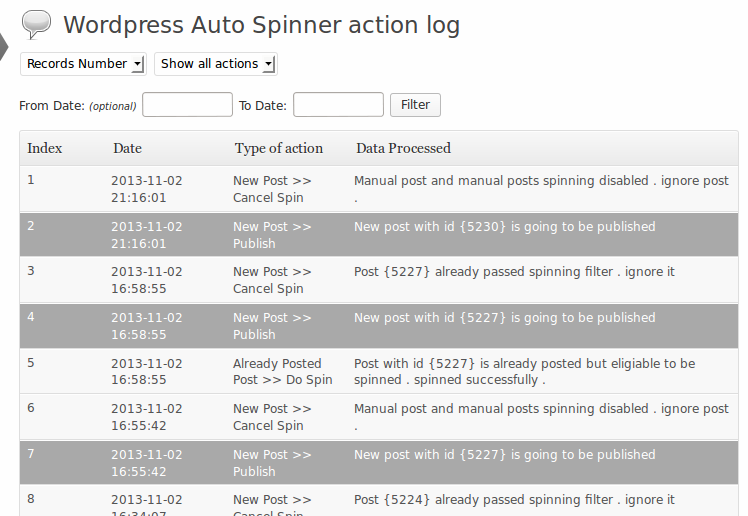 Wordpress Auto Spinner action log
Records Number Show all actions
From Date: (optional) To Date: Filter
Index Date Type of action Data Processed
1 2013-11-02 New Post >> Manual post and manual posts spinning disabled . ignore post
21:16:01 Cancel Spin .
2 2013-11-02 New Post >> New post with id {5230} is going to be published
21:16:01 Publish
3 2013-11-02 New Post >> Post {5227} already passed spinning filter . ignore it
16:58:55 Cancel Spin
4 2013-11-02 New Post >> New post with id {5227} is going to be published
16:58:55 Publish
5 2013-11-02 Already Posted Post with id {5227} is already posted but eligiable to be
16:58:55 Post >> Do Spin spinned . spinned successfully .
6 2013-11-02 New Post >> Manual post and manual posts spinning disabled . ignore post
16:55:42 Cancel Spin .
7 2013-11-02 New Post >> New post with id {5227} is going to be published
16:55:42 Publish
8 2013-11-02 New Post >> Post {5224} already passed spinning filter . ignore it
16:34:07 Cancel Spin